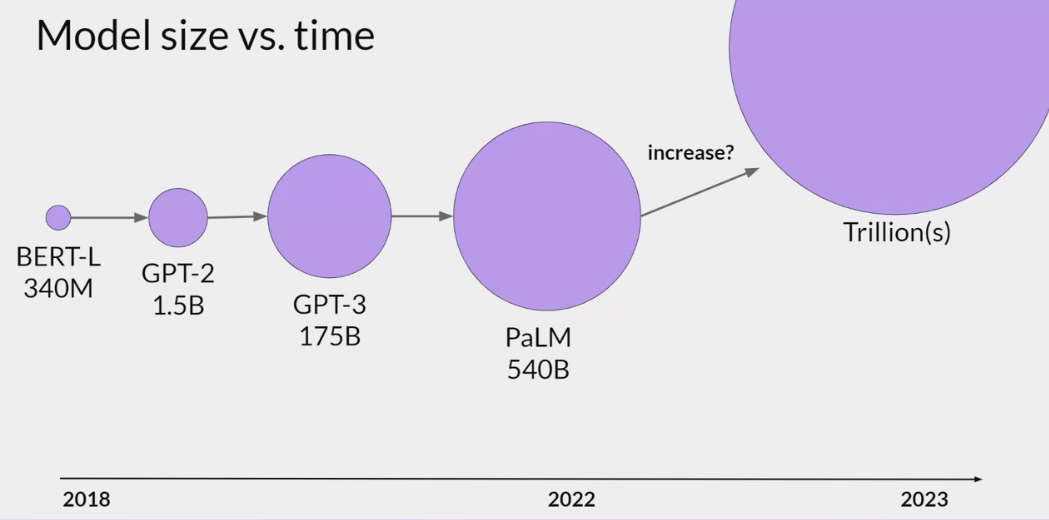 Model size vs. time
BERT-L
340M
GPT-2
1.5B
GPT-3
175B
PaLM
540B
increase?
Trillion(s)
2018
2022
2023